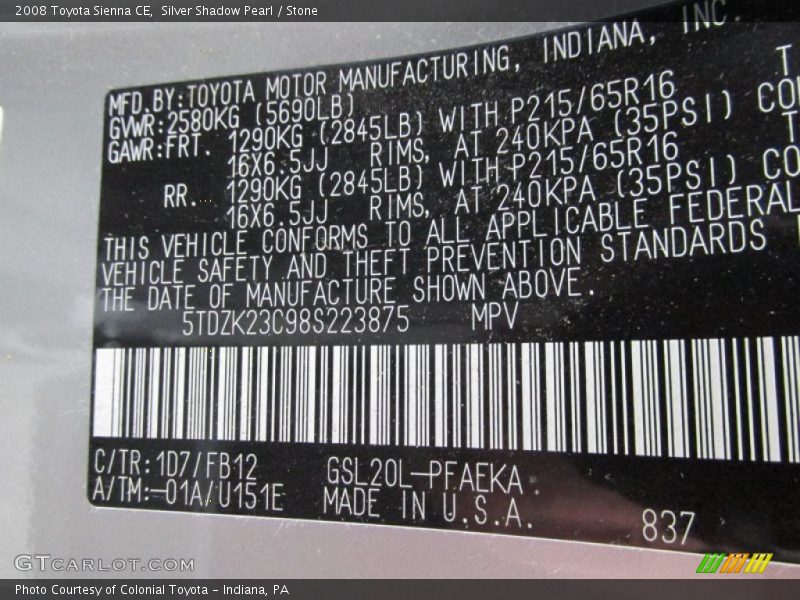 2008 Toyota Sienna CE, Silver Shadow Pearl / Stone
MFD.BY:TOYOTA MOTOR MANUFACTURING, INDIANA, INC.
GVWR:2580KG (5690LB)
GAWR:FRT. 1290KG (2845LB) WITH P215/65R16
16X6.5JJ RIMS, AT 240KPA (35PSI)
RR. 1290KG (2845LB) WITH P215/65R16
16X6.5JJ RIMS, AT 240KPA (35PSI)
THIS VEHICLE CONFORMS TO ALL APPLICABLE FEDERAL
VEHICLE SAFETY AND THEFT PREVENTION STANDARDS
THE DATE OF MANUFACTURE SHOWN ABOVE.
5TDZK23C98S223875 MPV
C/TR:1D7/FB12 GSL20L-PFAEKA
A/TM:-01A/U151E MADE IN U.S.A.
837
GTCARLOT.COM
Photo Courtesy of Colonial Toyota - Indiana, PA